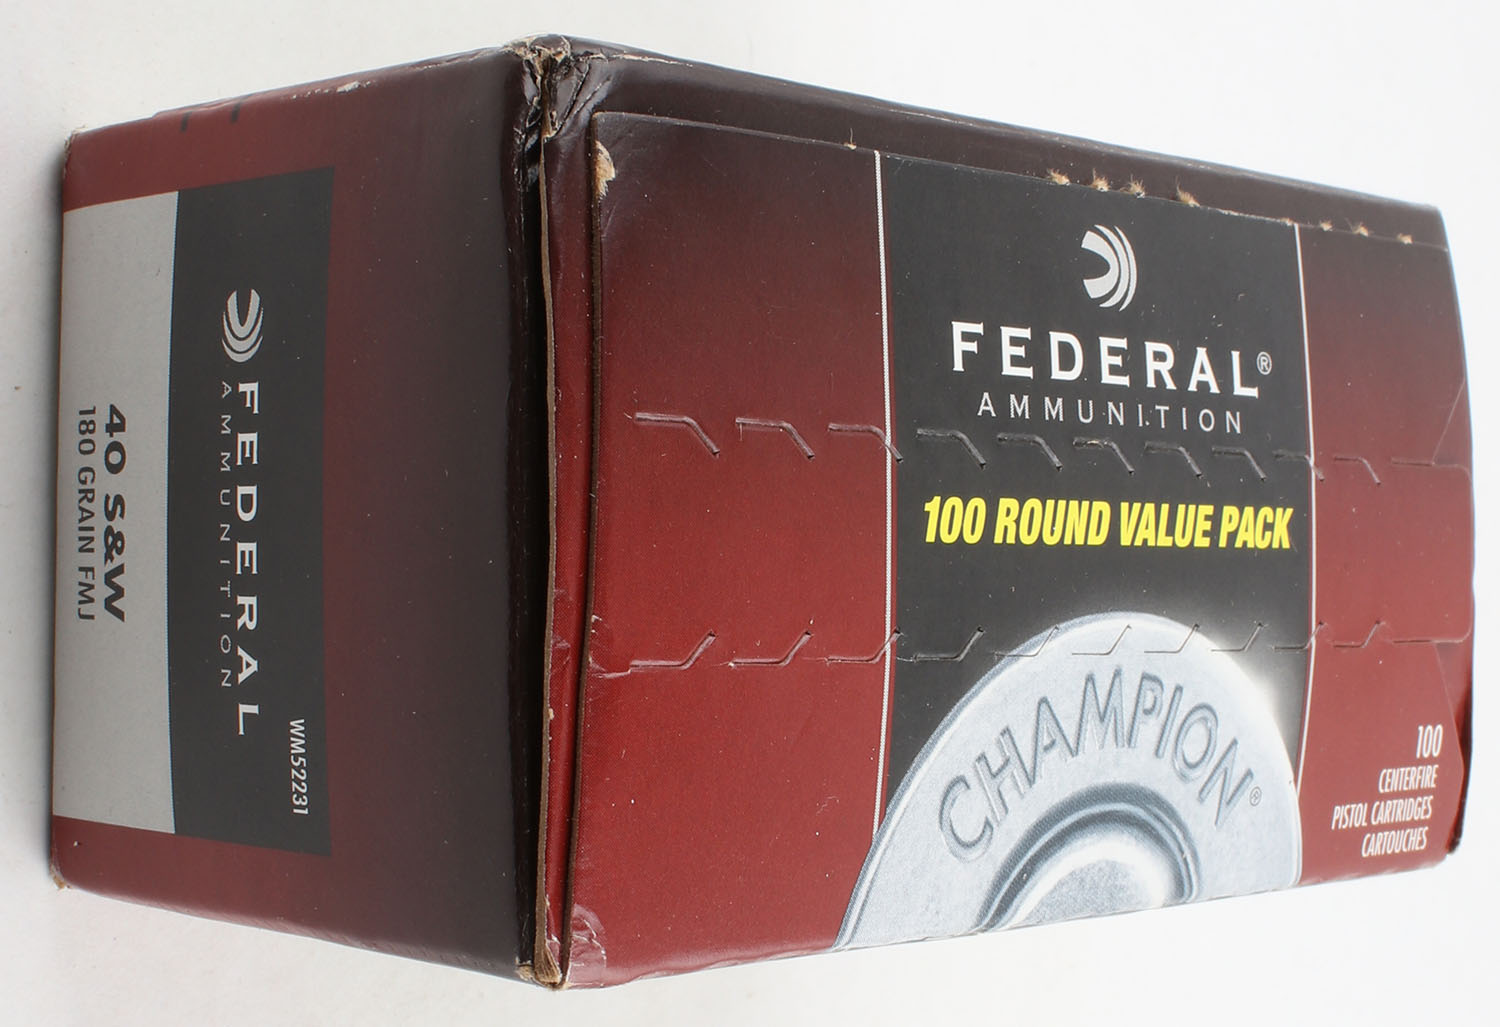 FEDERAL®
AMMUNITION
100 ROUND VALUE PACK
CHAMPION®
100
CENTERFIRE
PISTOL CARTRIDGES
CARTOUCHES
WM52231
FEDERAL
AMMUNITION
40 S&W
180 GRAIN FMJ